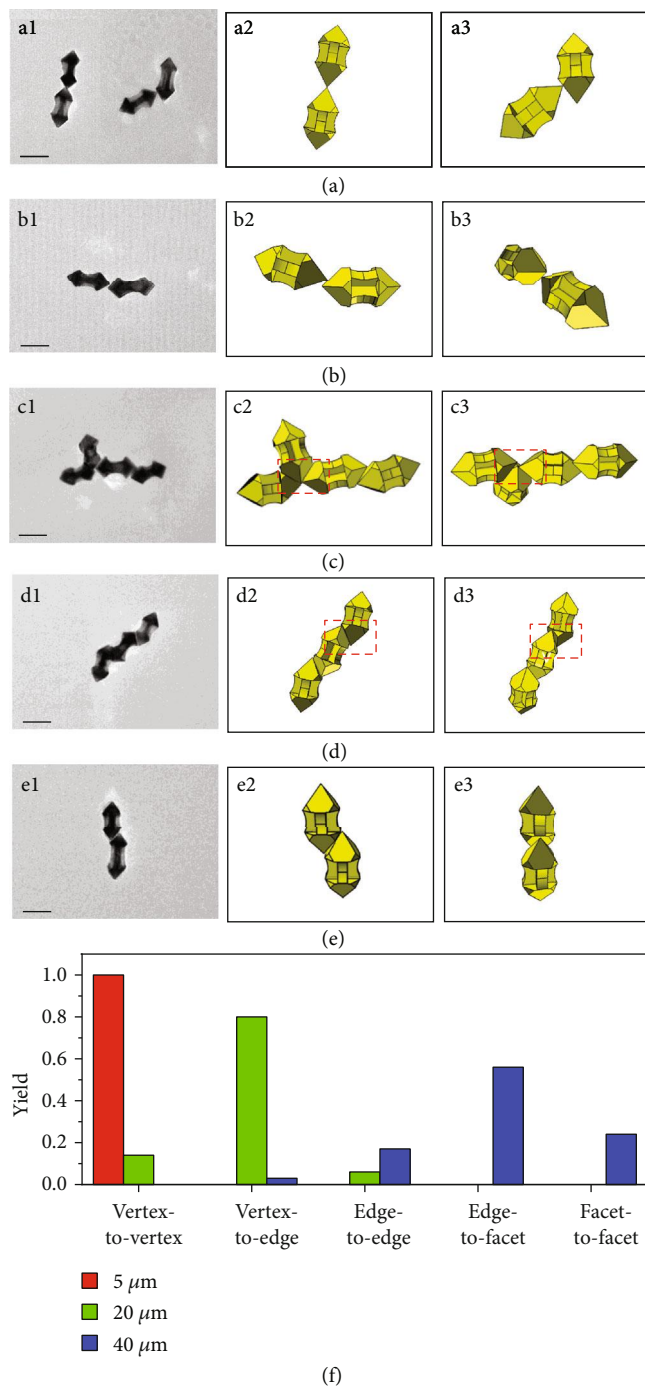 a1
a2
a3
(a)
b1
b2
b3
(b)
c1
c2
c3
(c)
d1
d2
d3
(d)
e1
e2
e3
(e)
1.0
0.8
0.6
0.4
0.2
0.0
Yield
Vertex-
to-vertex
Vertex-
to-edge
Edge-
to-edge
Edge-
to-facet
Facet-
to-facet
5 μm
20 μm
40 μm
(f)